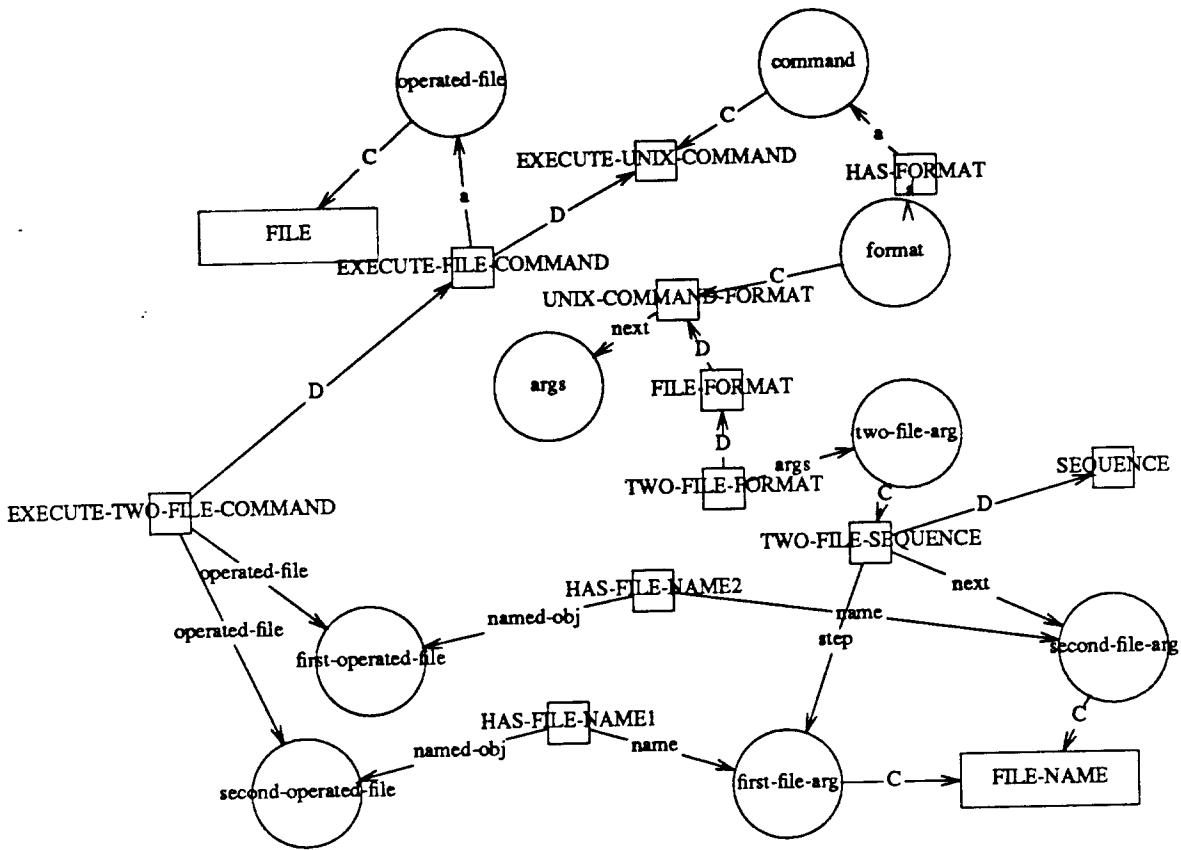 command
operated-file
C
C
a
EXECUTE-UNIX-COMMAND
HAS-FORMAT
a
a
D
FILE
format
EXECUTE-FILE-COMMAND
C
UNIX-COMMAND-FORMAT
next
D
args
FILE-FORMAT
D
two-file-arg
D
args
SEQUENCE
TWO-FILE-FORMAT
C
D
EXECUTE-TWO-FILE-COMMAND
TWO-FILE-SEQUENCE
operated-file
HAS-FILE-NAME2
next
named-obj
name
operated-file
step
first-operated-file
second-file-arg
HAS-FILE-NAME1
C
named-obj
name
second-operated-file
first-file-arg
C
FILE-NAME